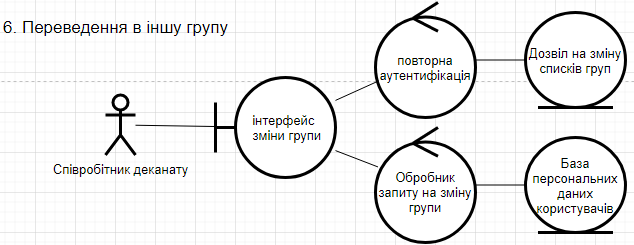 6. Переведення в іншу групу
повторна
аутентифікація
Дозвіл на зміну
списків груп
інтерфейс
зміни групи
Співробітник деканату
Обробник
запиту на зміну
групи
База
персональних
даних
користувачів